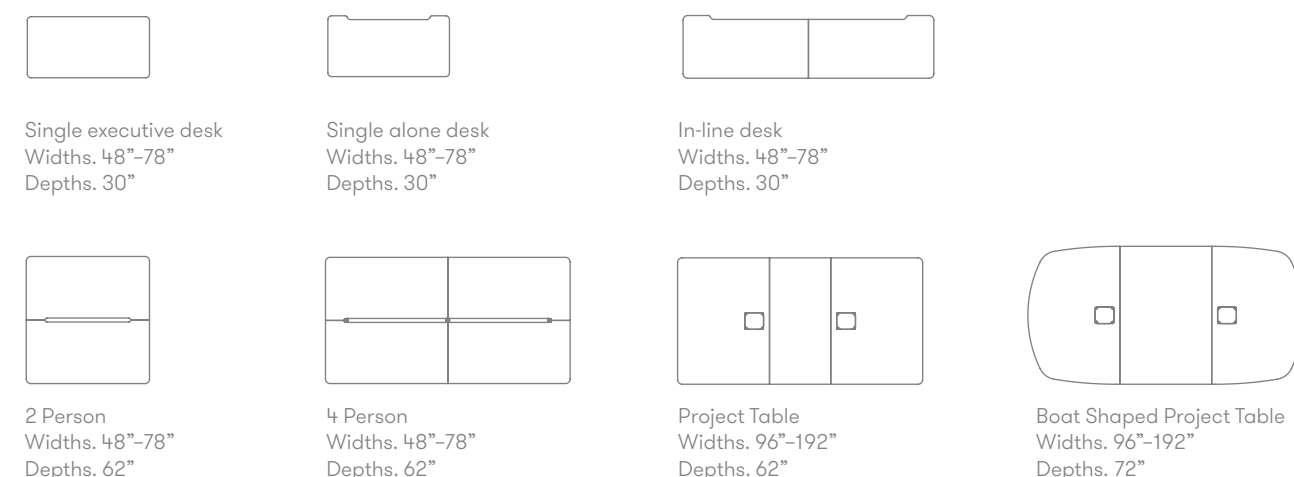 Single executive desk
Widths. 48”–78”
Depths. 30”
Single alone desk
Widths. 48”–78”
Depths. 30”
In-line desk
Widths. 48”–78”
Depths. 30”
2 Person
Widths. 48”–78”
Depths. 62”
4 Person
Widths. 48”–78”
Depths. 62”
Project Table
Widths. 96”–192”
Depths. 62”
Boat Shaped Project Table
Widths. 96”–192”
Depths. 72”